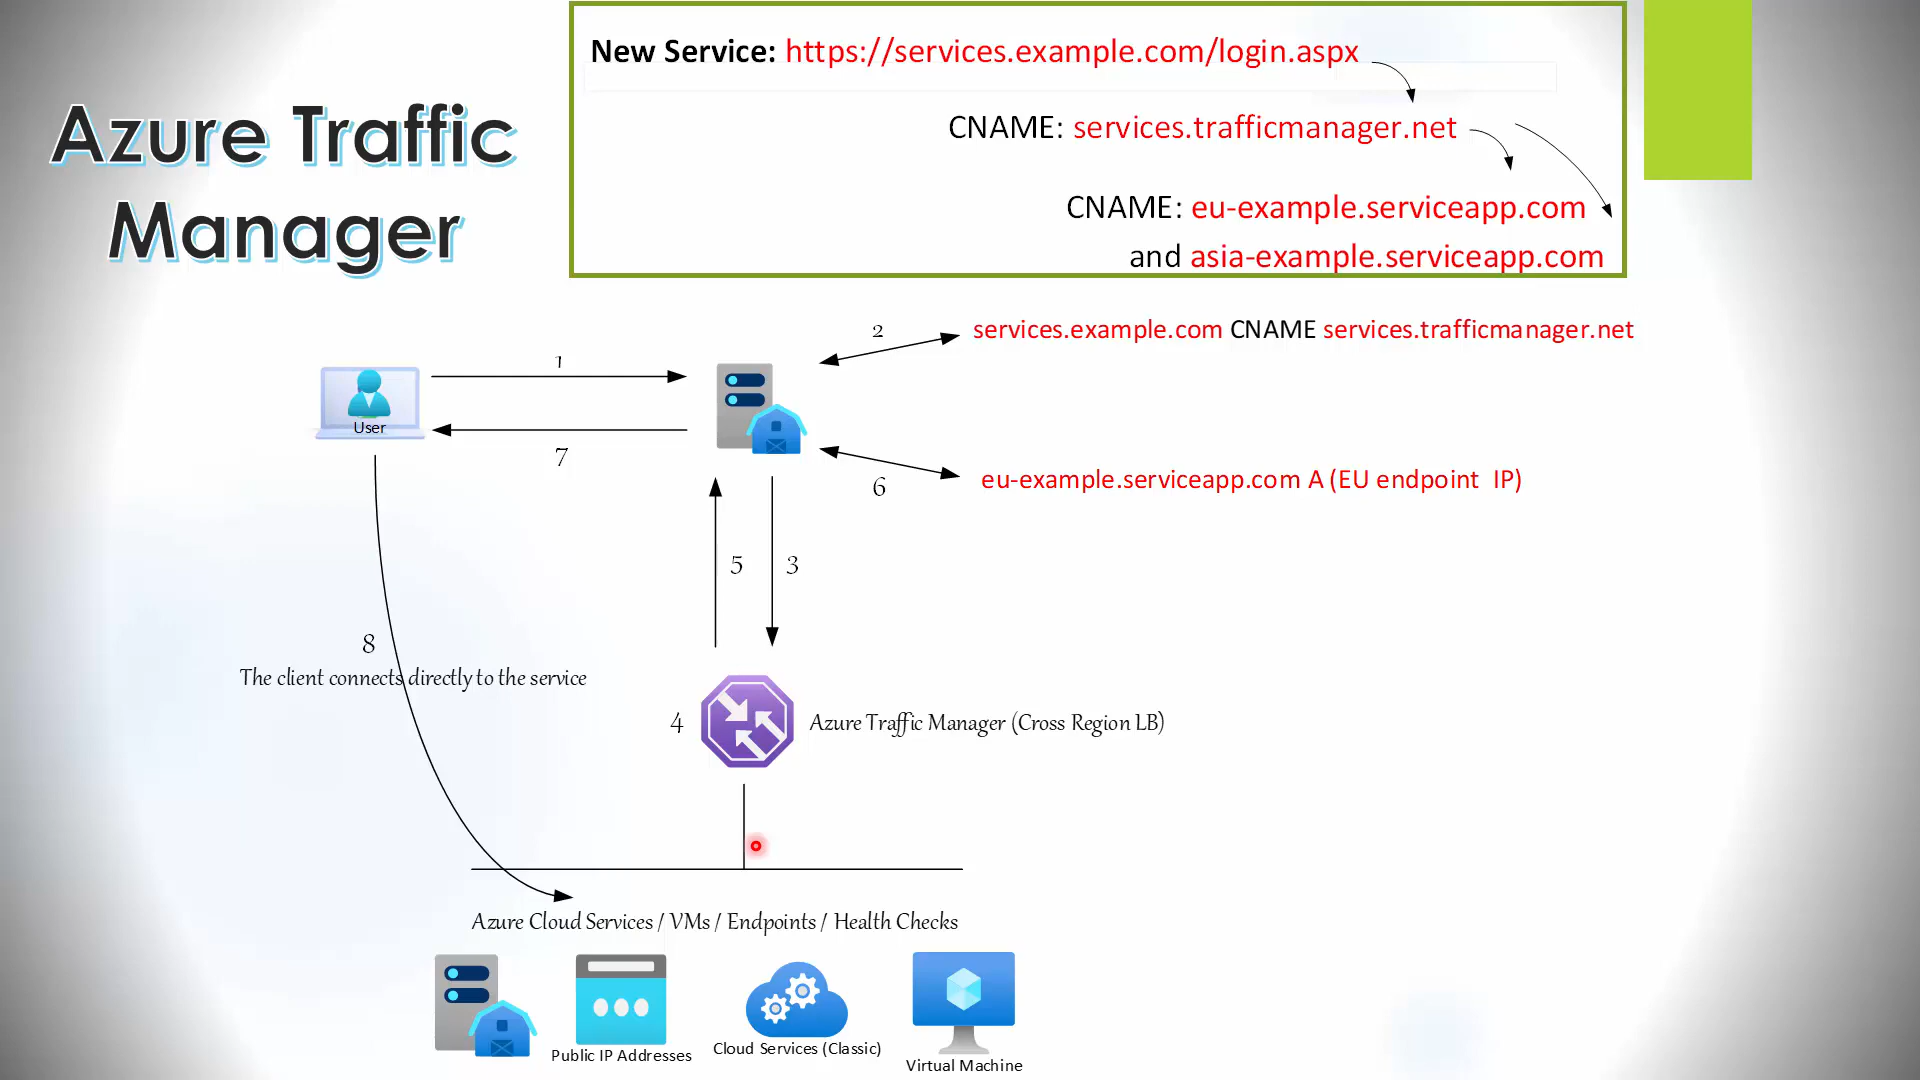 Azure Traffic
Manager
New Service: https://services.example.com/login.aspx
CNAME: services.trafficmanager.net
CNAME: eu-example.serviceapp.com
and asia-example.serviceapp.com
1
2
services.example.com CNAME services.trafficmanager.net
User
7
6
eu-example.serviceapp.com A (EU endpoint IP)
5
3
8
The client connects directly to the service
4
Azure Traffic Manager (Cross Region LB)
Azure Cloud Services / VMs / Endpoints / Health Checks
Public IP Addresses
Cloud Services (Classic)
Virtual Machine